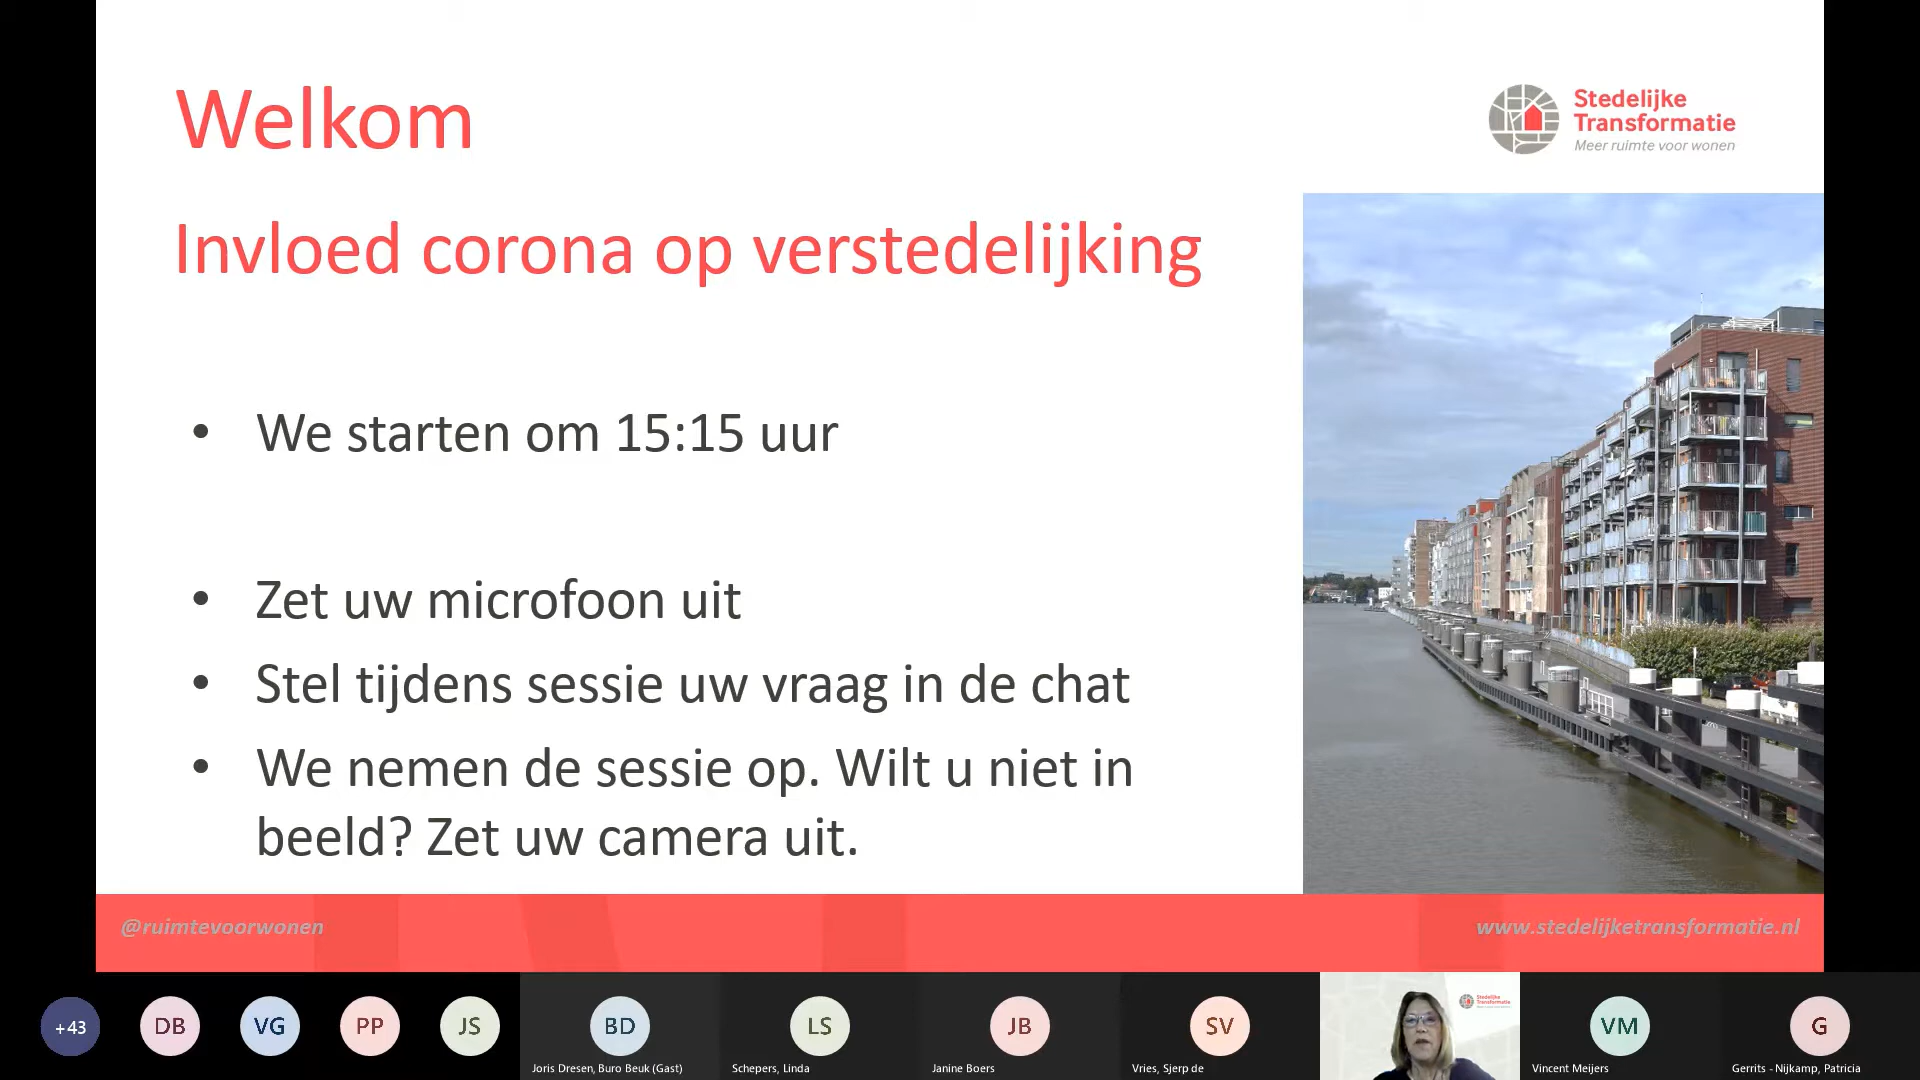 Welkom
Stedelijke
Transformatie
Meer ruimte voor wonen
Invloed corona op verstedelijking
• We starten om 15:15 uur
• Zet uw microfoon uit
• Stel tijdens sessie uw vraag in de chat
• We nemen de sessie op. Wilt u niet in
beeld? Zet uw camera uit.
@ruimtevoorwonen
www.stedelijketransformatie.nl
+43
DB
VG
PP
JS
BD
LS
JB
SV
Stedelijke
Transformatie
VM
G
Joris Dresen, Buro Beuk (Gast)
Schepers, Linda
Janine Boers
Vries, Sjerp de
Vincent Meijers
Gerrits - Nijkamp, Patricia